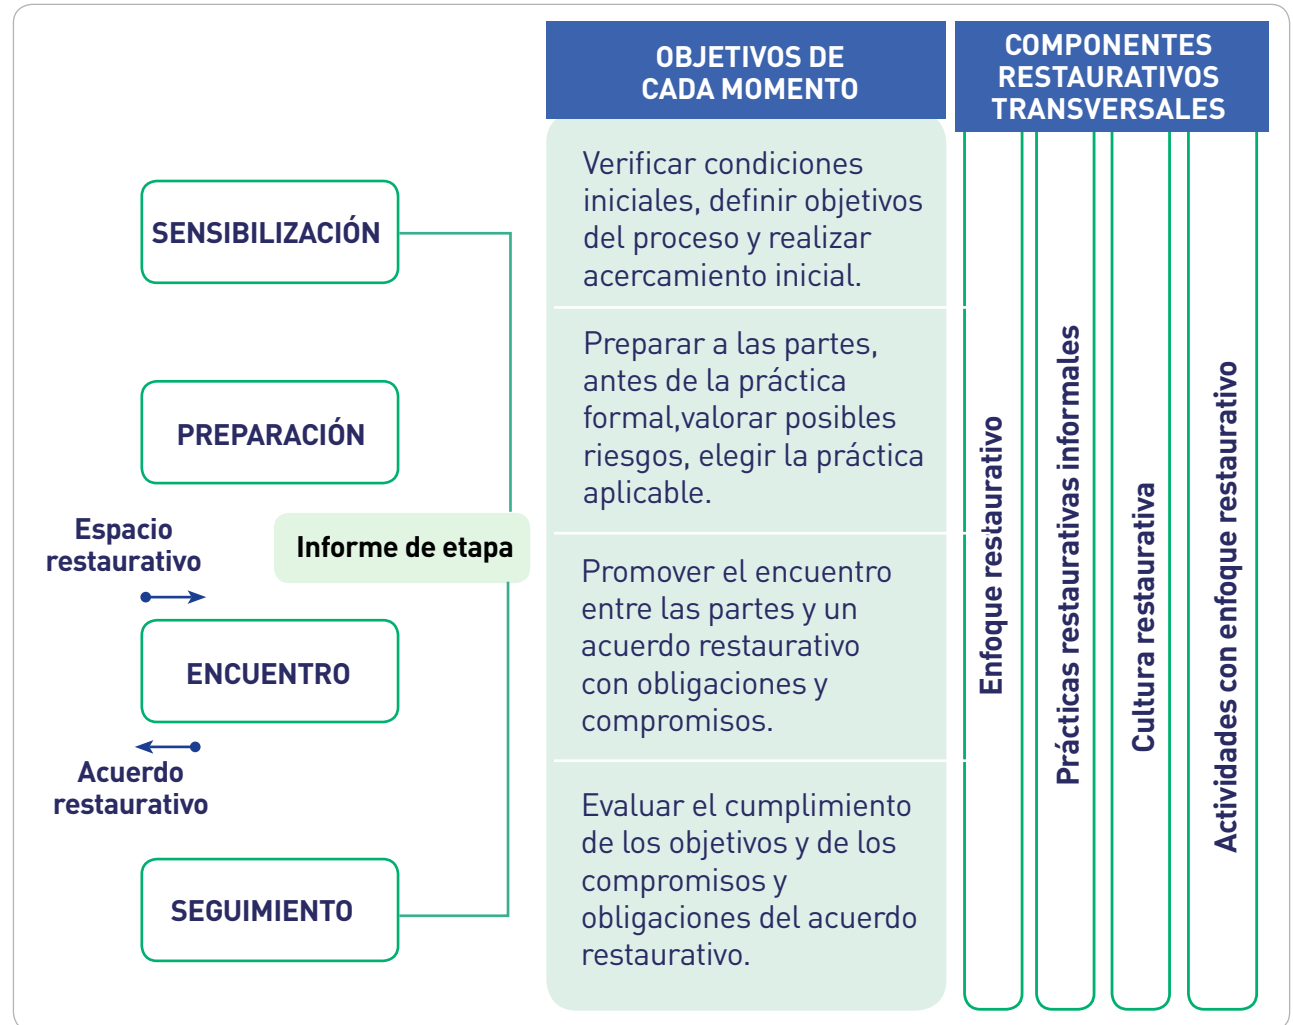 OBJETIVOS DE
CADA MOMENTO
COMPONENTES
RESTAURATIVOS
TRANSVERSALES
SENSIBILIZACIÓN
Verificar condiciones
iniciales, definir objetivos
del proceso y realizar
acercamiento inicial.
PREPARACIÓN
Preparar a las partes,
antes de la práctica
formal,valorar posibles
riesgos, elegir la práctica
aplicable.
Informe de etapa
Espacio
restaurativo
ENCUENTRO
Acuerdo
restaurativo
Promover el encuentro
entre las partes y un
acuerdo restaurativo
con obligaciones y
compromisos.
SEGUIMIENTO
Evaluar el cumplimiento
de los objetivos y de los
compromisos y
obligaciones del acuerdo
restaurativo.
Enfoque restaurativo
Prácticas restaurativas informales
Cultura restaurativa
Actividades con enfoque restaurativo